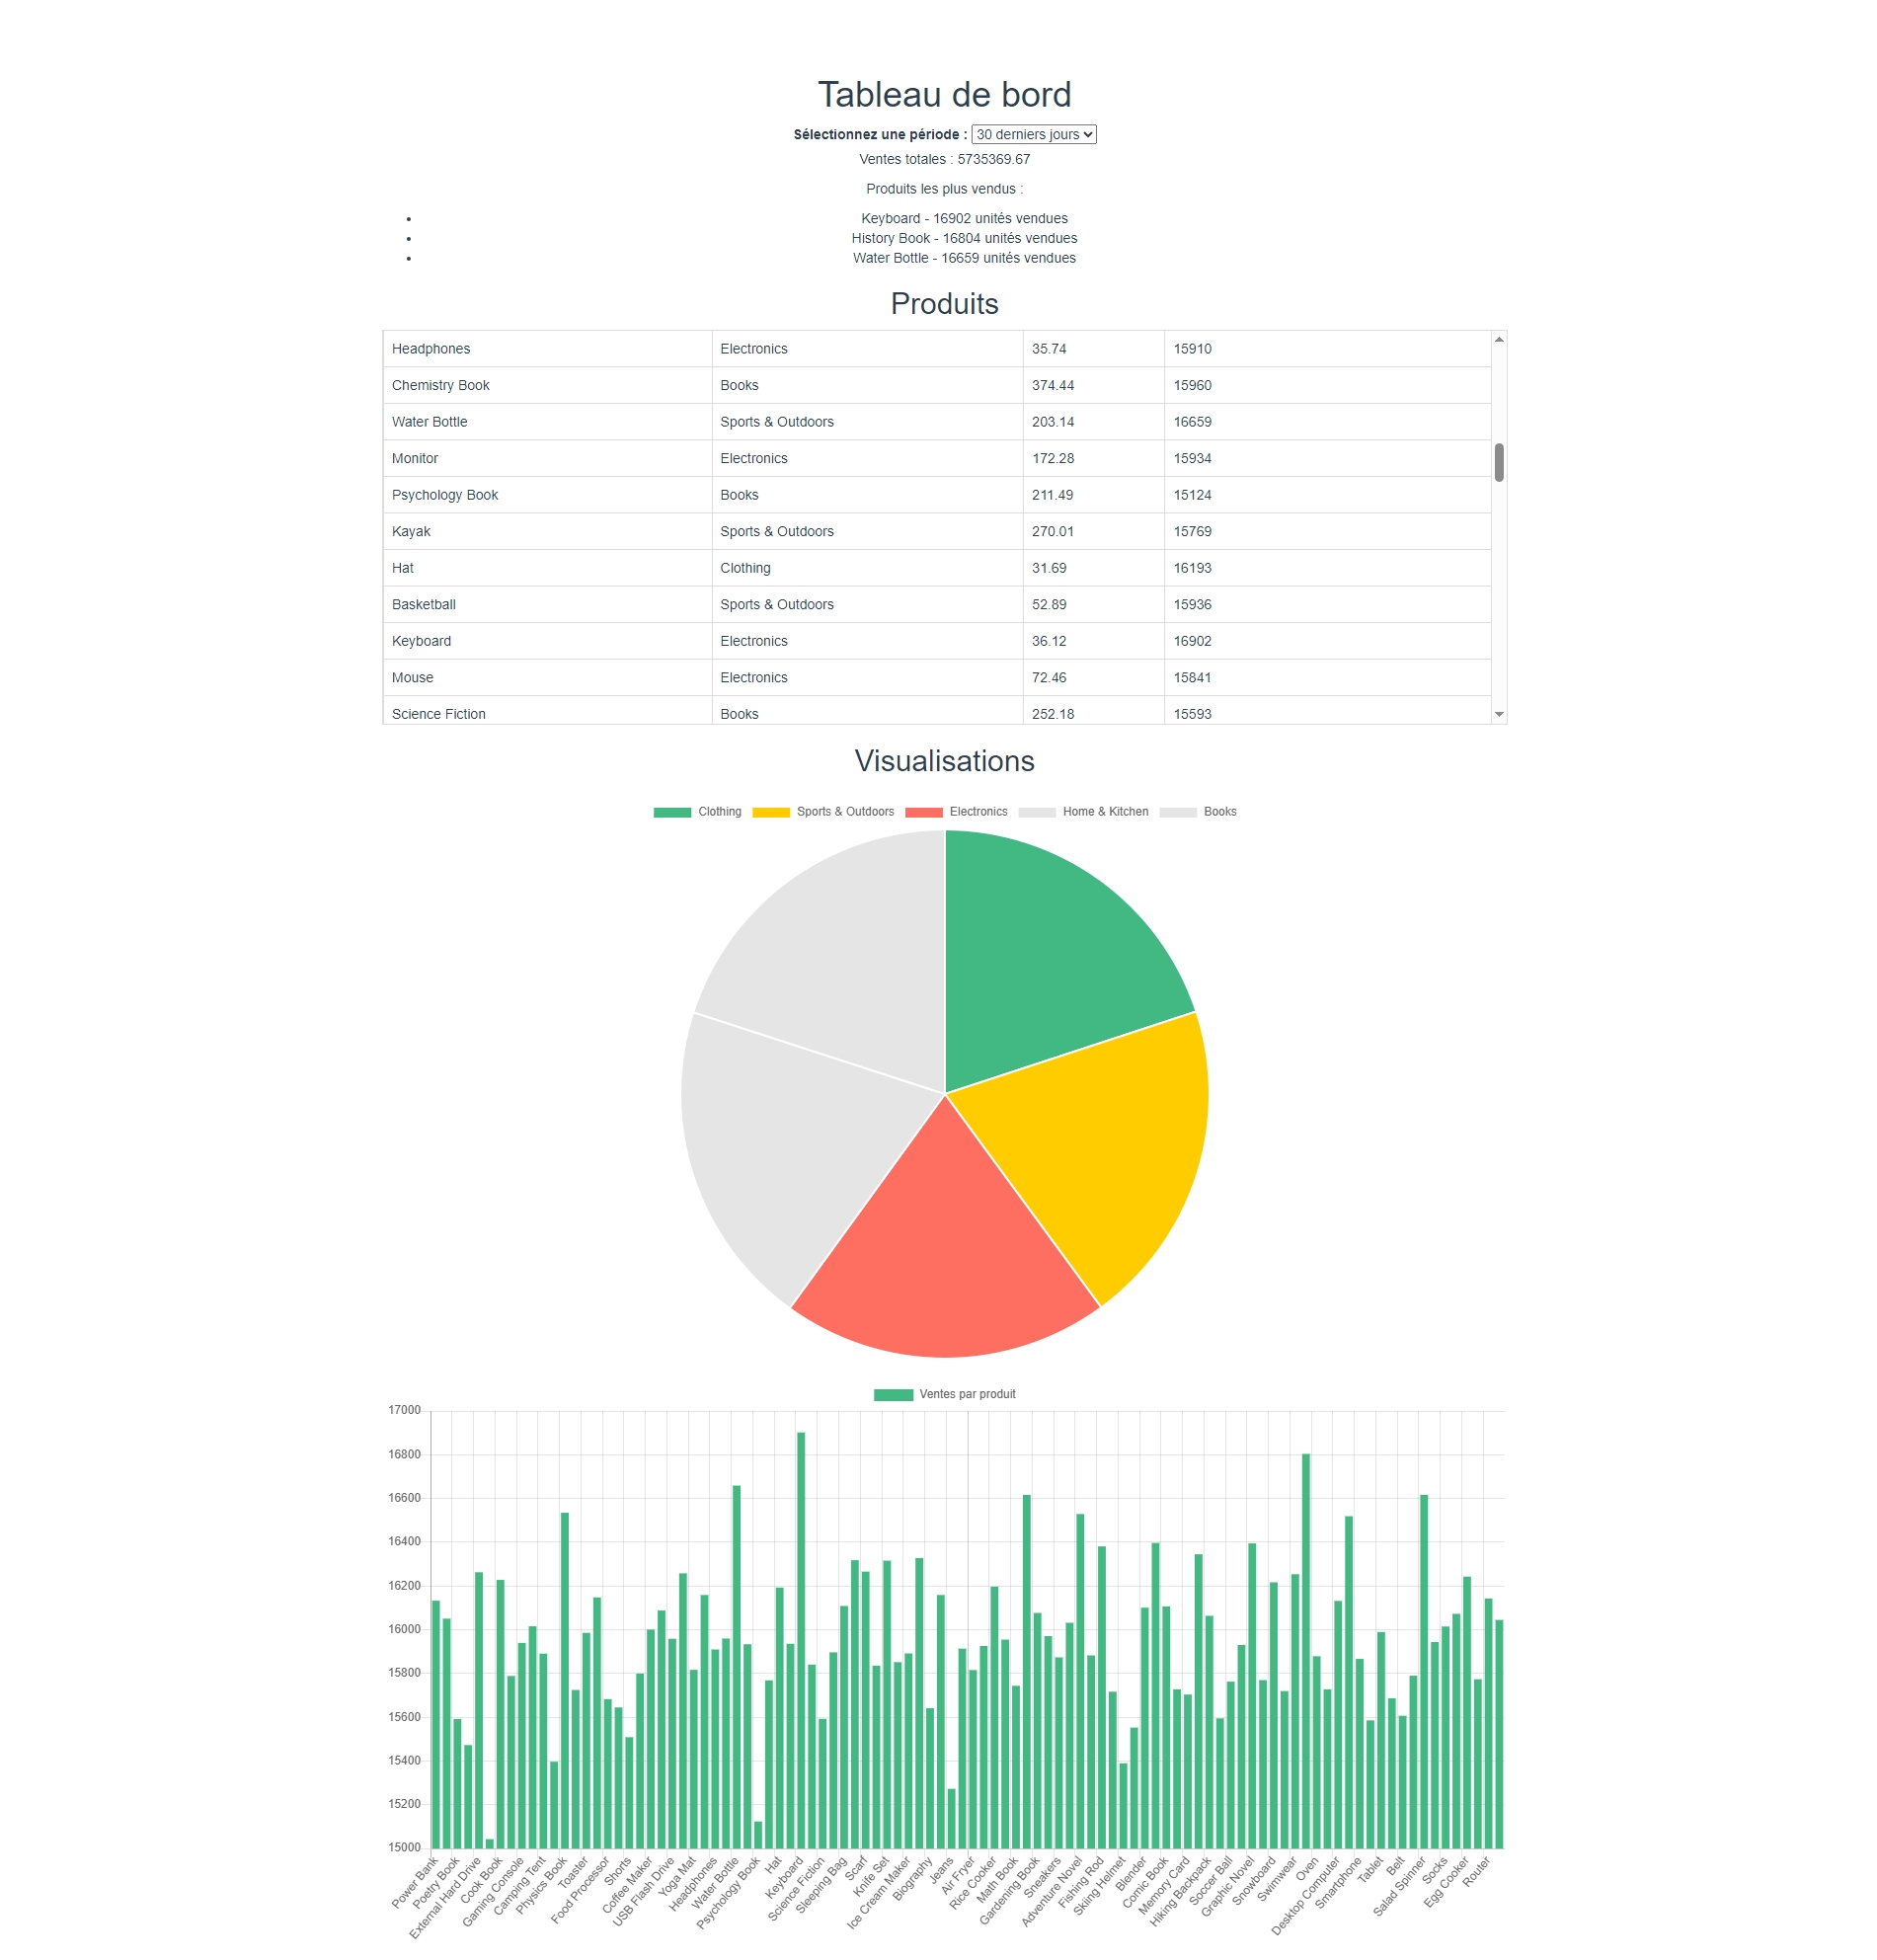 Tableau de bord
Sélectionnez une période : 30 derniers jours
Ventes totales : 5735369.67
Produits les plus vendus :
Keyboard - 16902 unités vendues
History Book - 16804 unités vendues
Water Bottle - 16659 unités vendues
Produits
Headphones Electronics 35.74 15910
Chemistry Book Books 374.44 15960
Water Bottle Sports & Outdoors 203.14 16659
Monitor Electronics 172.28 15934
Psychology Book Books 211.49 15124
Kayak Sports & Outdoors 270.01 15769
Hat Clothing 31.69 16193
Basketball Sports & Outdoors 52.89 15936
Keyboard Electronics 36.12 16902
Mouse Electronics 72.46 15841
Science Fiction Books 252.18 15593
Visualisations
Clothing Sports & Outdoors Electronics Home & Kitchen Books
Ventes par produit
17000
16800
16600
16400
16200
16000
15800
15600
15400
15200
15000
Power Bank
Poetry Book
External Hard Drive
Cook Book
Gaming Console
Camping Tent
Physics Book
Toaster
Food Processor
Shorts
Coffee Maker
USB Flash Drive
Yoga Mat
Headphones
Water Bottle
Psychology Book
Hat
Keyboard
Science Fiction
Sleeping Bag
Scarf
Knife Set
Ice Cream Maker
Biography
Jeans
Air Fryer
Rice Cooker
Math Book
Gardening Book
Sneakers
Adventure Novel
Fishing Rod
Skiing Helmet
Blender
Comic Book
Memory Card
Hiking Backpack
Soccer Ball
Graphic Novel
Snowboard
Swimwear
Oven
Desktop Computer
Smartphone
Tablet
Belt
Salad Spinner
Socks
Egg Cooker
Router